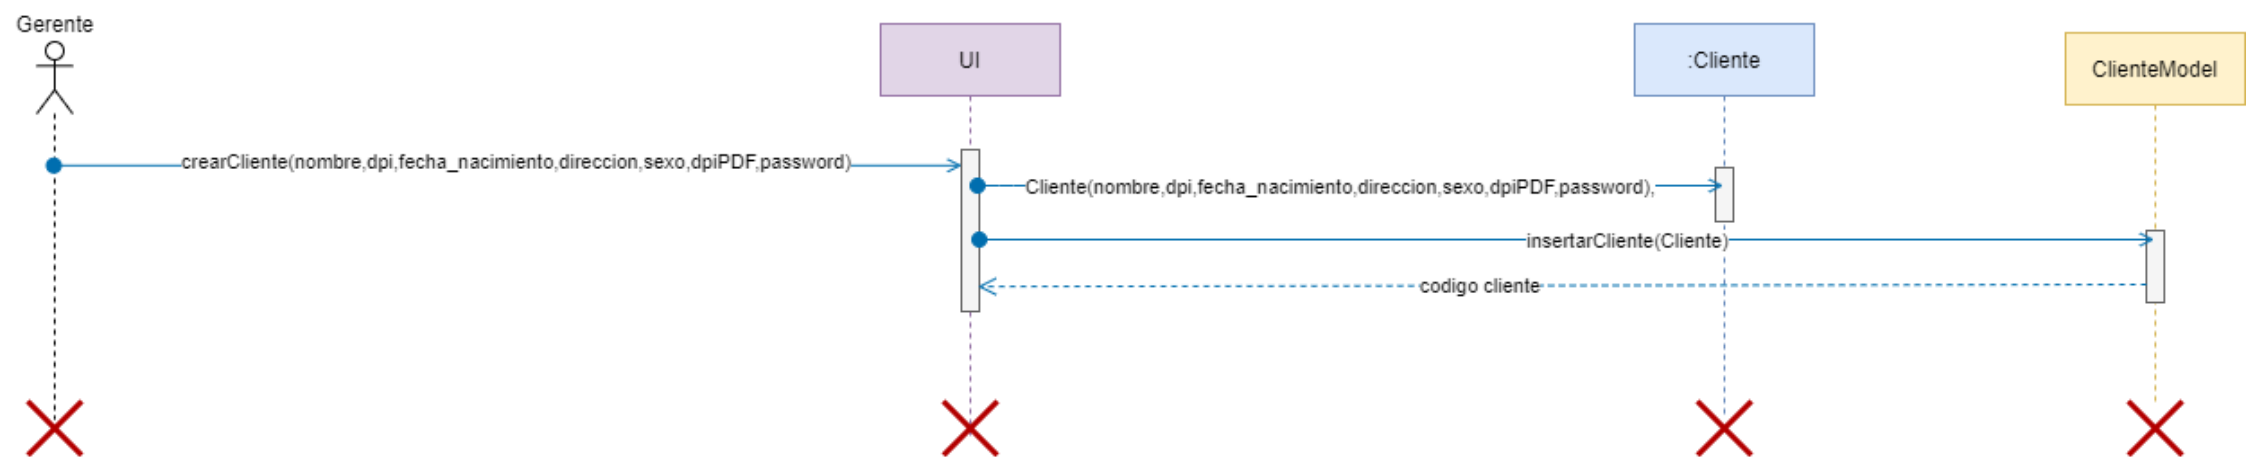 Gerente
UI
:Cliente
ClienteModel
crearCliente(nombre,dpi,fecha_nacimiento,direccion,sexo,dpiPDF,password)
Cliente(nombre,dpi,fecha_nacimiento,direccion,sexo,dpiPDF,password),
insertarCliente(Cliente)
codigo cliente